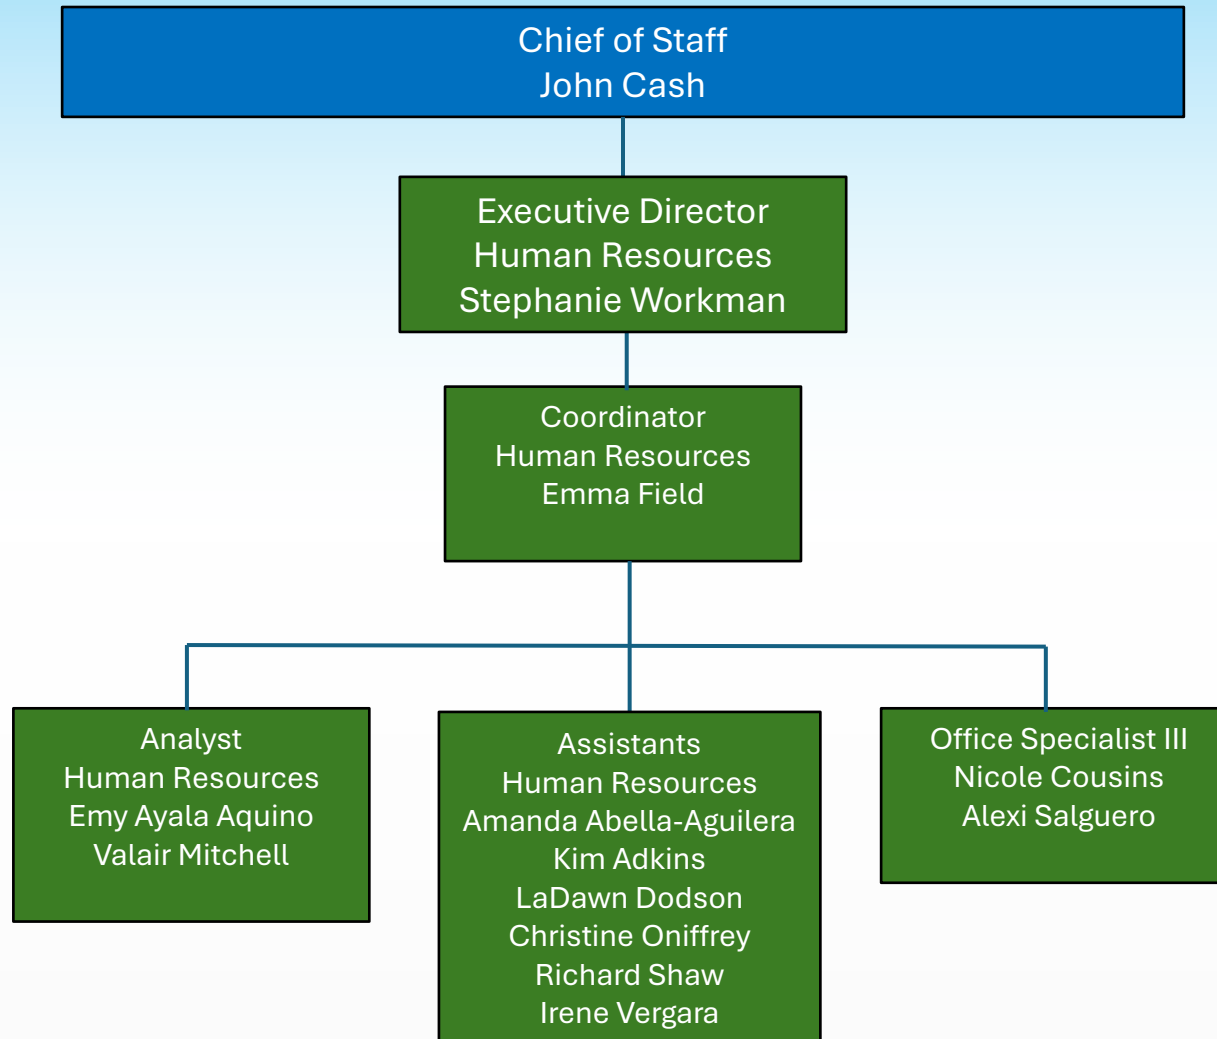 Chief of Staff
John Cash
Executive Director
Human Resources
Stephanie Workman
Coordinator
Human Resources
Emma Field
Analyst
Human Resources
Emy Ayala Aquino
Valair Mitchell
Assistants
Human Resources
Amanda Abella-Aguilera
Kim Adkins
LaDawn Dodson
Christine Oniffrey
Richard Shaw
Irene Vergara
Office Specialist III
Nicole Cousins
Alexi Salguero